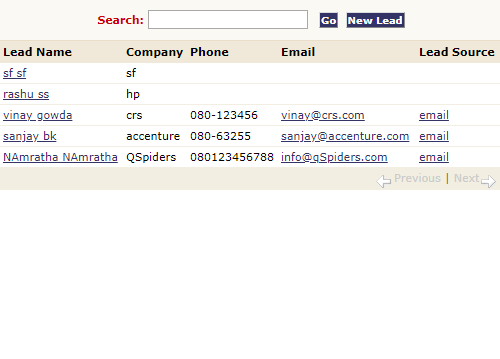 Search: Go New Lead
Lead Name Company Phone Email Lead Source
sf sf sf
rashu ss hp
vinay gowda crs 080-123456 vinay@crs.com email
sanjay bk accenture 080-63255 sanjay@accenture.com email
NAmratha NAmratha QSpiders 080123456788 info@qSpiders.com email
Previous | Next